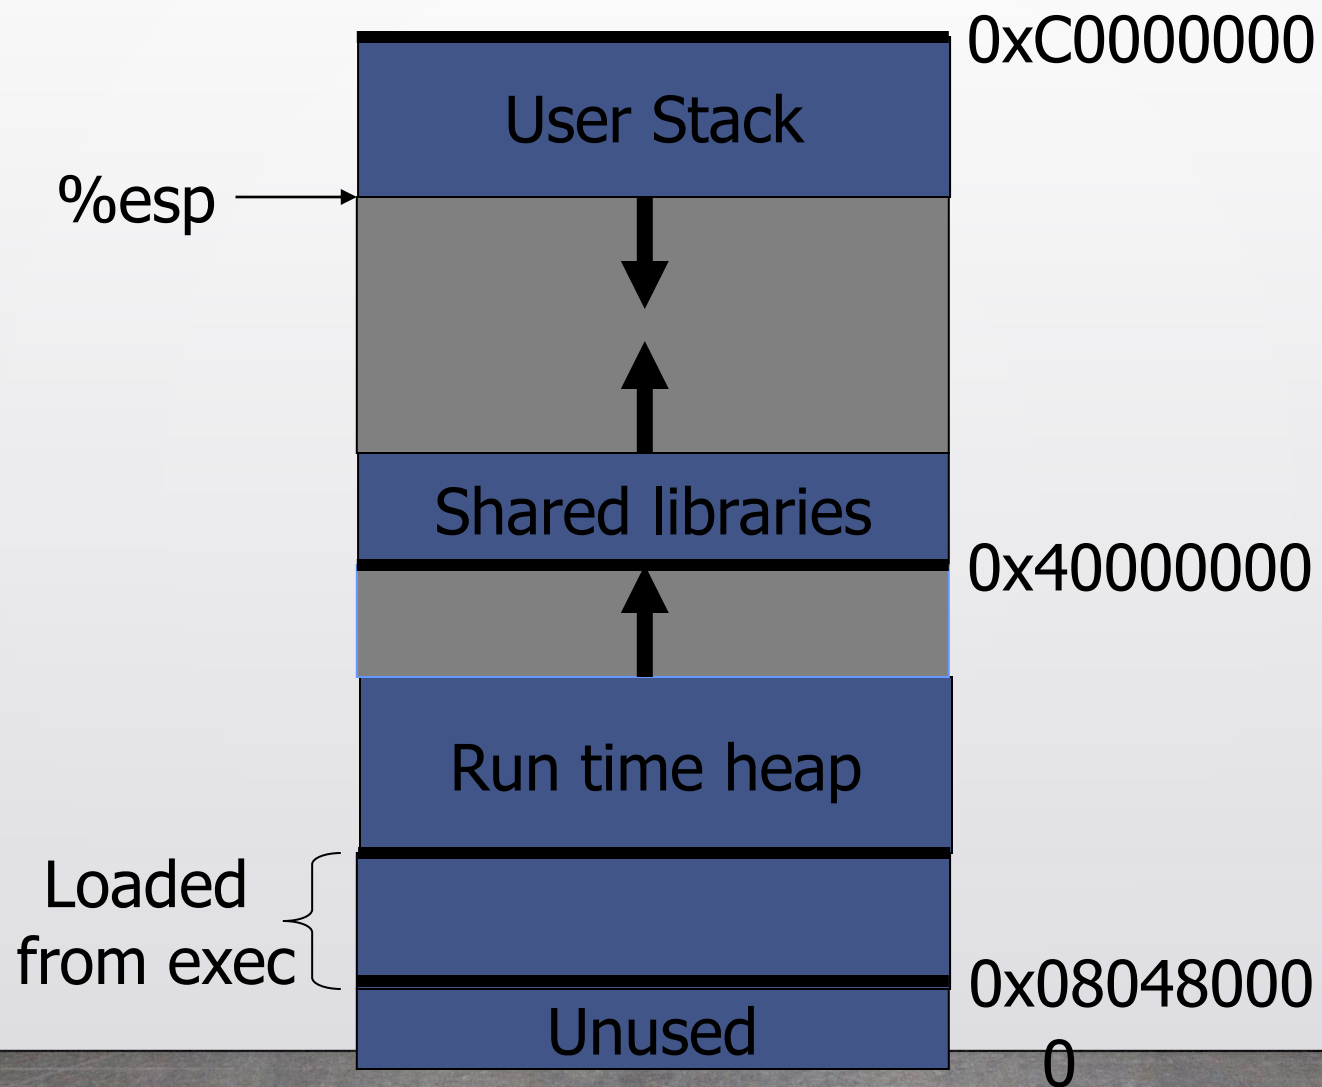 0xC0000000
User Stack
%esp
Shared libraries
0x40000000
Run time heap
Loaded
from exec
0x08048000
Unused
0